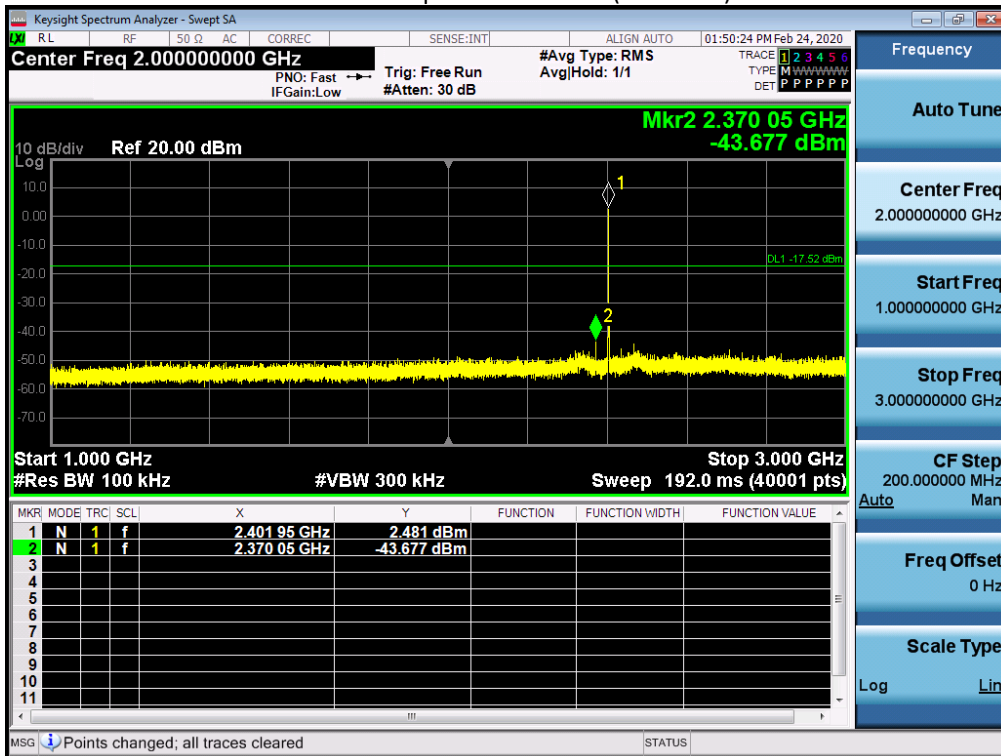 Keysight Spectrum Analyzer - Swept SA
LXI RL RF 50 Ω AC CORREC SENSE:INT ALIGN AUTO 01:50:24 PM Feb 24, 2020
Center Freq 2.000000000 GHz
PNO: Fast
IFGain:Low
Trig: Free Run
#Atten: 30 dB
#Avg Type: RMS
Avg|Hold: 1/1
TRACE 1 2 3 4 5 6
TYPE M WWWWW
DET P P P P P P
Mkr2 2.370 05 GHz
-43.677 dBm
10 dB/div Ref 20.00 dBm
Log
10.0
0.00
-10.0
-20.0
-30.0
-40.0
-50.0
-60.0
-70.0
1
DL1 -17.52 dBm
2
Start 1.000 GHz Stop 3.000 GHz
#Res BW 100 kHz #VBW 300 kHz Sweep 192.0 ms (40001 pts)
MKR MODE TRC SCL X Y FUNCTION FUNCTION WIDTH FUNCTION VALUE
1 N 1 f 2.401 95 GHz 2.481 dBm
2 N 1 f 2.370 05 GHz -43.677 dBm
3
4
5
6
7
8
9
10
11
MSG Points changed; all traces cleared STATUS
Frequency
Auto Tune
Center Freq
2.000000000 GHz
Start Freq
1.000000000 GHz
Stop Freq
3.000000000 GHz
CF Step
200.000000 MHz
Auto Man
Freq Offset
0 Hz
Scale Type
Log Lin